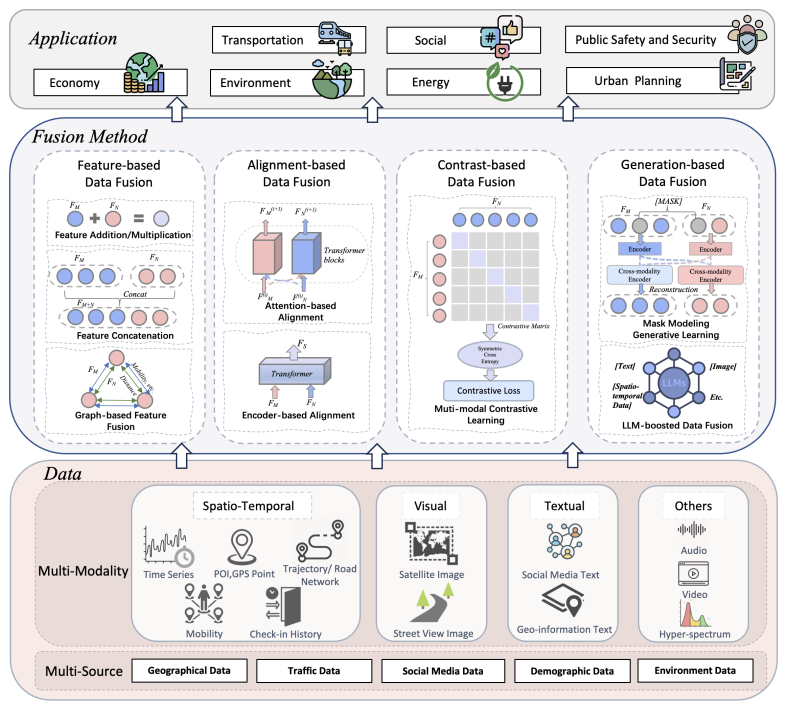 Application
Transportation
Social
Public Safety and Security
Economy
Environment
Energy
Urban Planning
Fusion Method
Feature-based
Data Fusion
F_M
F_N
+
=
Feature Addition/Multiplication
F_M
F_N
Concat
F_M+N
Feature Concatenation
F_M
F_N
Distance
Mobility, etc.
Graph-based Feature
Fusion
Alignment-based
Data Fusion
F_M^(i+1)
F_N^(i+1)
Transformer
blocks
F^(i)_M
F^(i)_N
Attention-based
Alignment
F_S
Transformer
F_M
F_N
Encoder-based Alignment
Contrast-based
Data Fusion
F_N
F_M
Contrastive Matrix
Symmetric
Cross
Entropy
Contrastive Loss
Muti-modal Contrastive
Learning
Generation-based
Data Fusion
[MASK]
F_M
F_N
Encoder
Encoder
Cross-modality
Encoder
Cross-modality
Encoder
Reconstruction
Mask Modeling
Generative Learning
[Text]
[Image]
LLMs
[Spatio-
temporal
Data]
Etc.
LLM-boosted Data Fusion
Data
Multi-Modality
Spatio-Temporal
Time Series
POI,GPS Point
Trajectory/ Road
Network
Mobility
Check-in History
Visual
Satellite Image
Street View Image
Textual
Social Media Text
Geo-information Text
Others
Audio
Video
Hyper-spectrum
Multi-Source
Geographical Data
Traffic Data
Social Media Data
Demographic Data
Environment Data